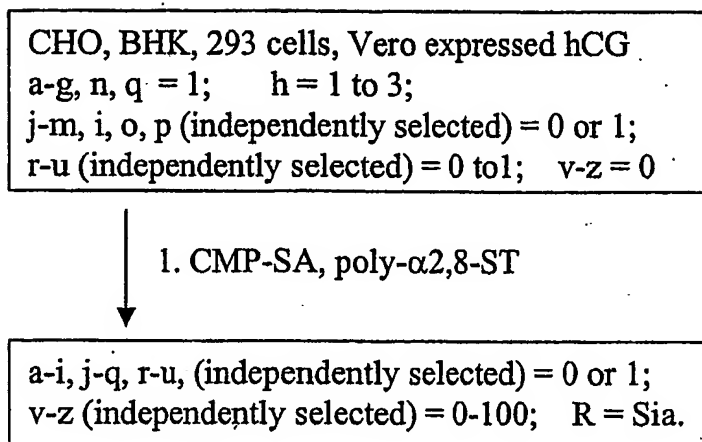 CHO, BHK, 293 cells, Vero expressed hCG
a-g, n, q = 1; h = 1 to 3;
j-m, i, o, p (independently selected) = 0 or 1;
r-u (independently selected) = 0 to1; v-z = 0
1. CMP-SA, poly-α2,8-ST
a-i, j-q, r-u, (independently selected) = 0 or 1;
v-z (independently selected) = 0-100; R = Sia.